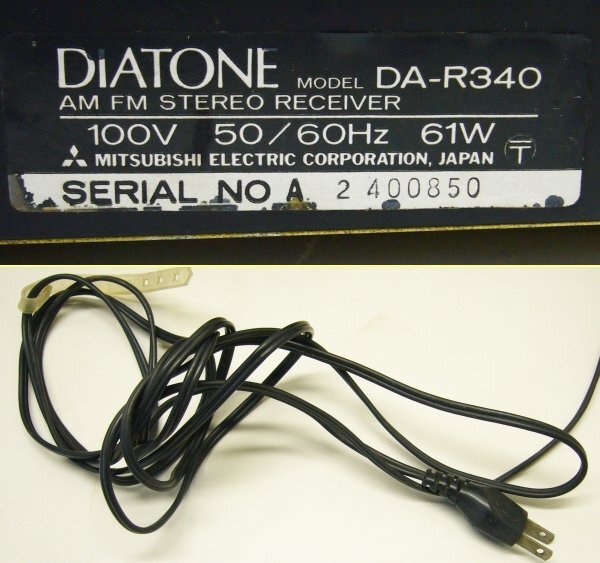 DIATONE MODEL DA-R340
AM FM STEREO RECEIVER
100V 50/60Hz 61W
MITSUBISHI ELECTRIC CORPORATION, JAPAN 〒
SERIAL NO A 2 400850